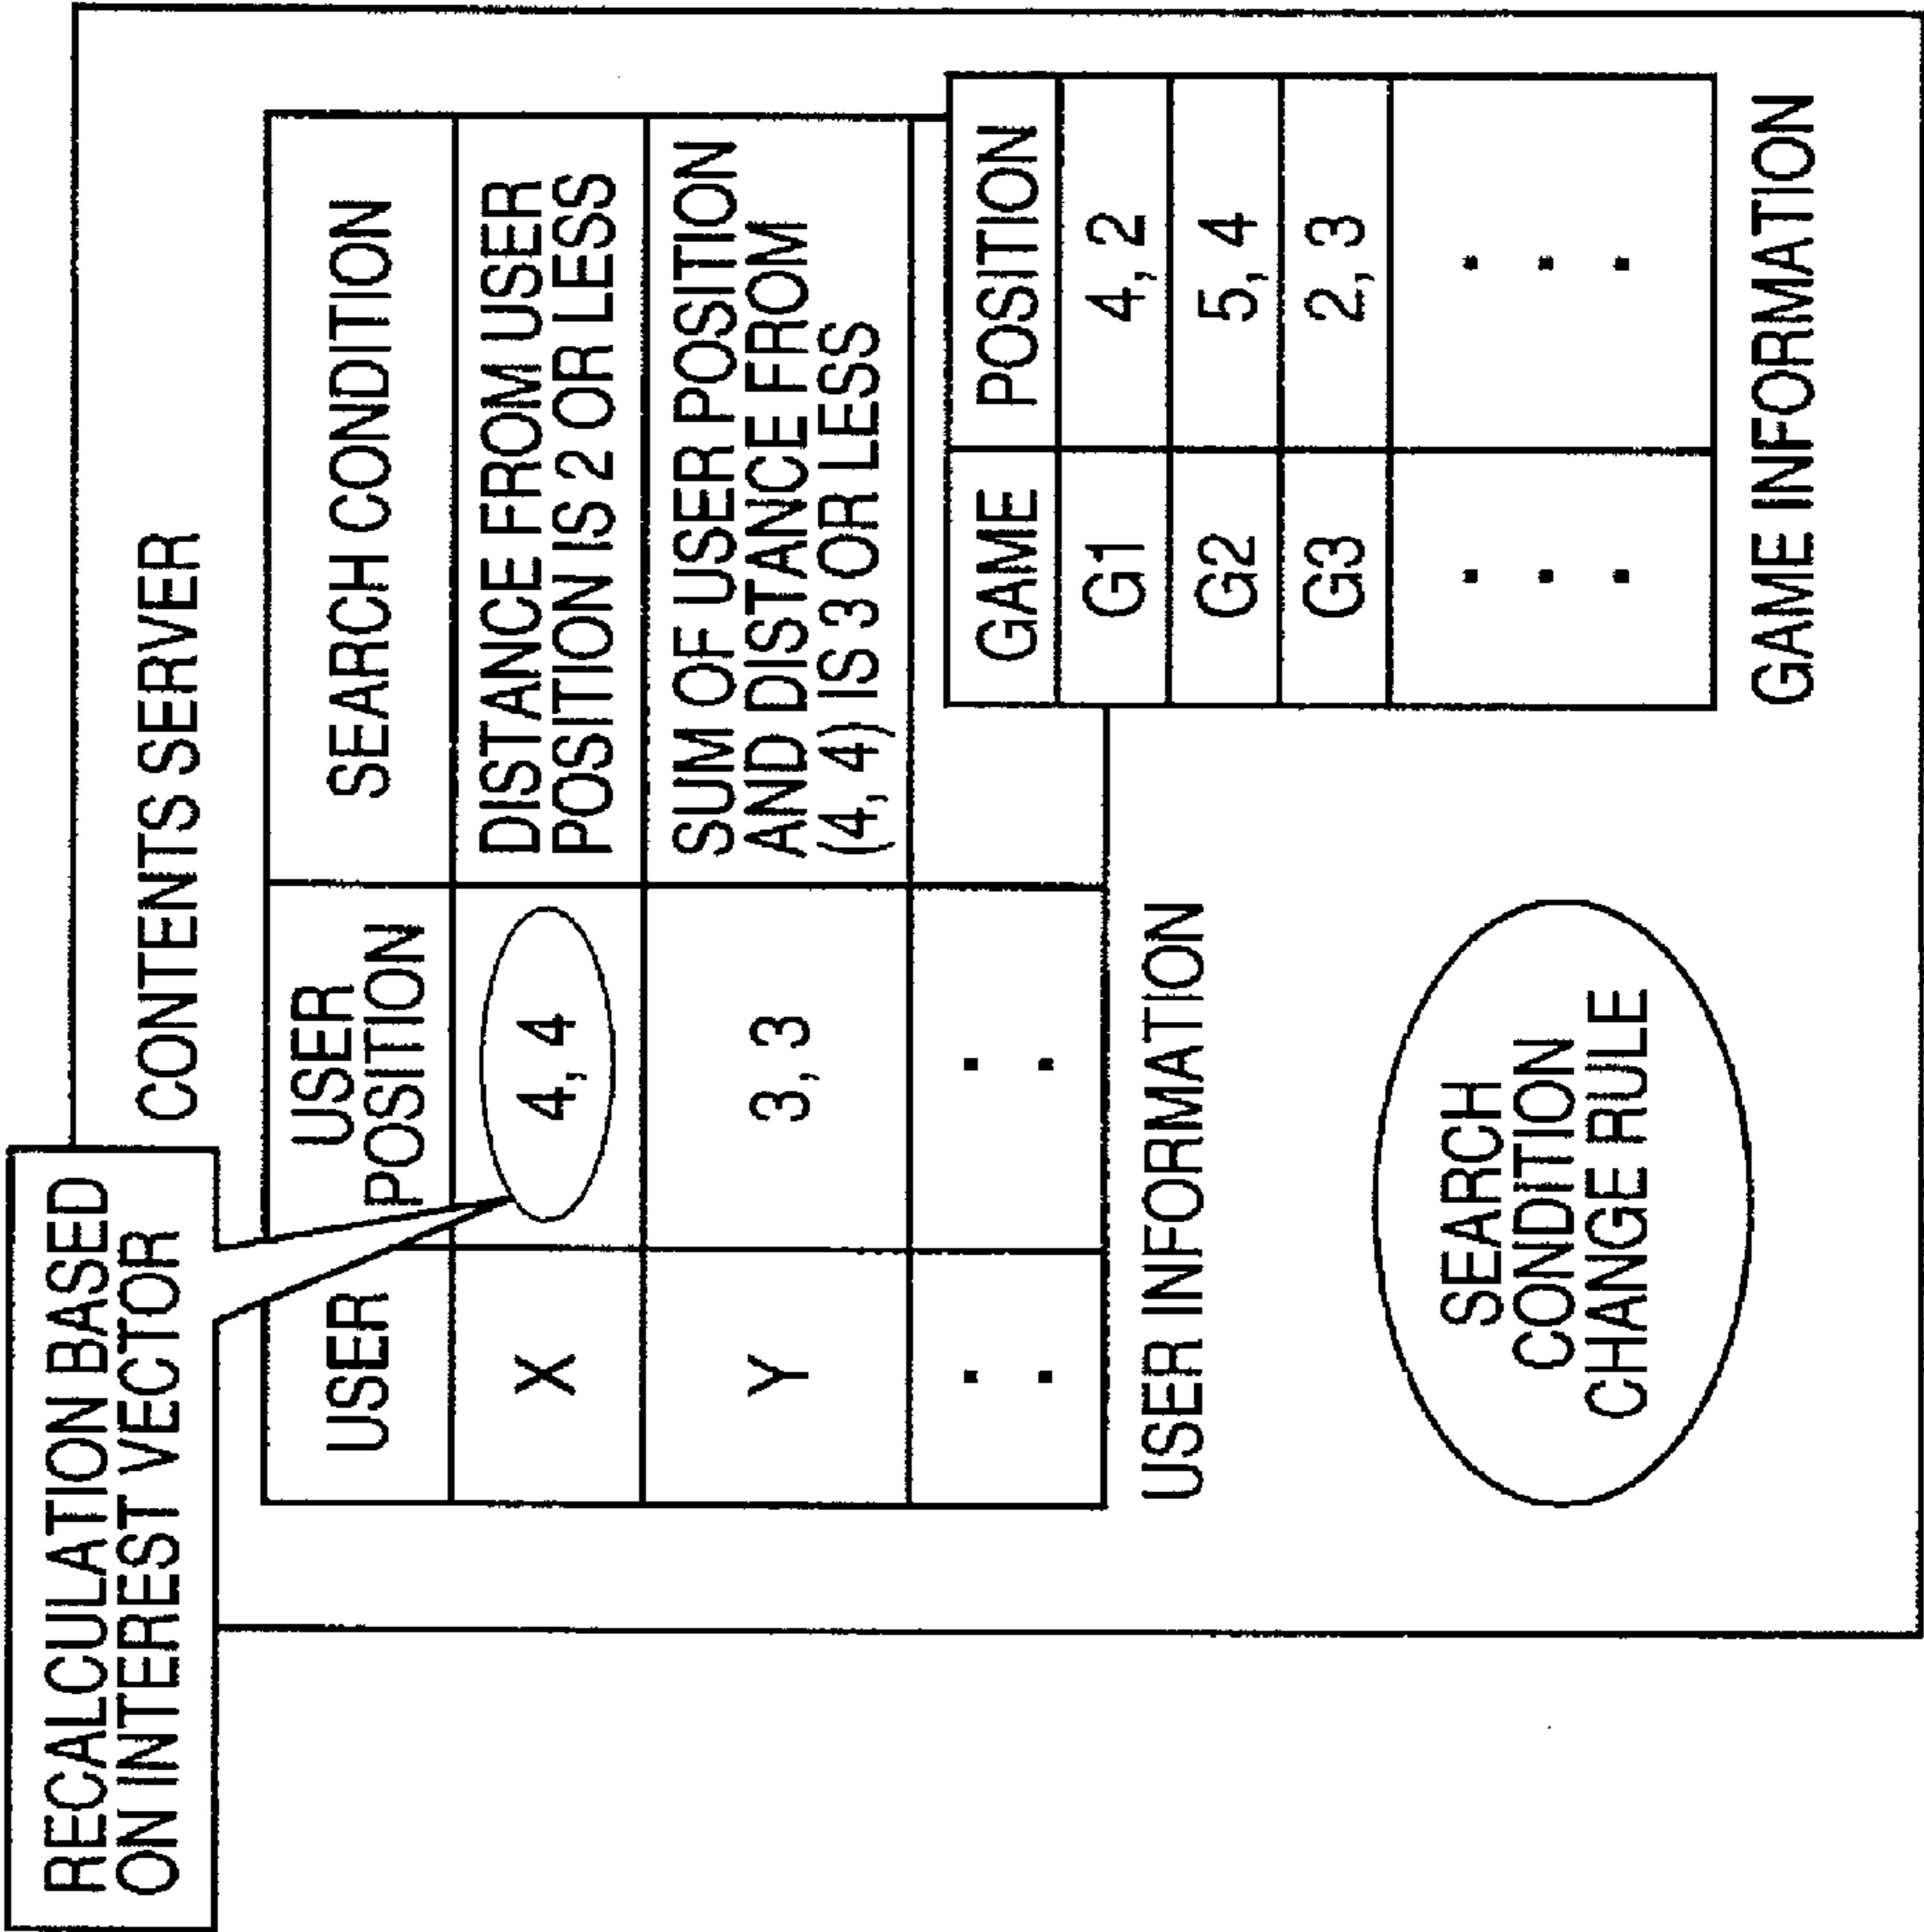 RECALCULATION BASED
ON INTEREST VECTOR
CONTENTS SERVER
USER
USER
POSITION
SEARCH CONDITION
X
4, 4
DISTANCE FROM USER
POSITION IS 2 OR LESS
Y
3, 3
SUM OF USER POSITION
AND DISTANCE FROM
(4, 4) IS 3 OR LESS
USER INFORMATION
GAME
POSITION
G1
4, 2
G2
5, 4
G3
2, 3
GAME INFORMATION
SEARCH
CONDITION
CHANGE RULE